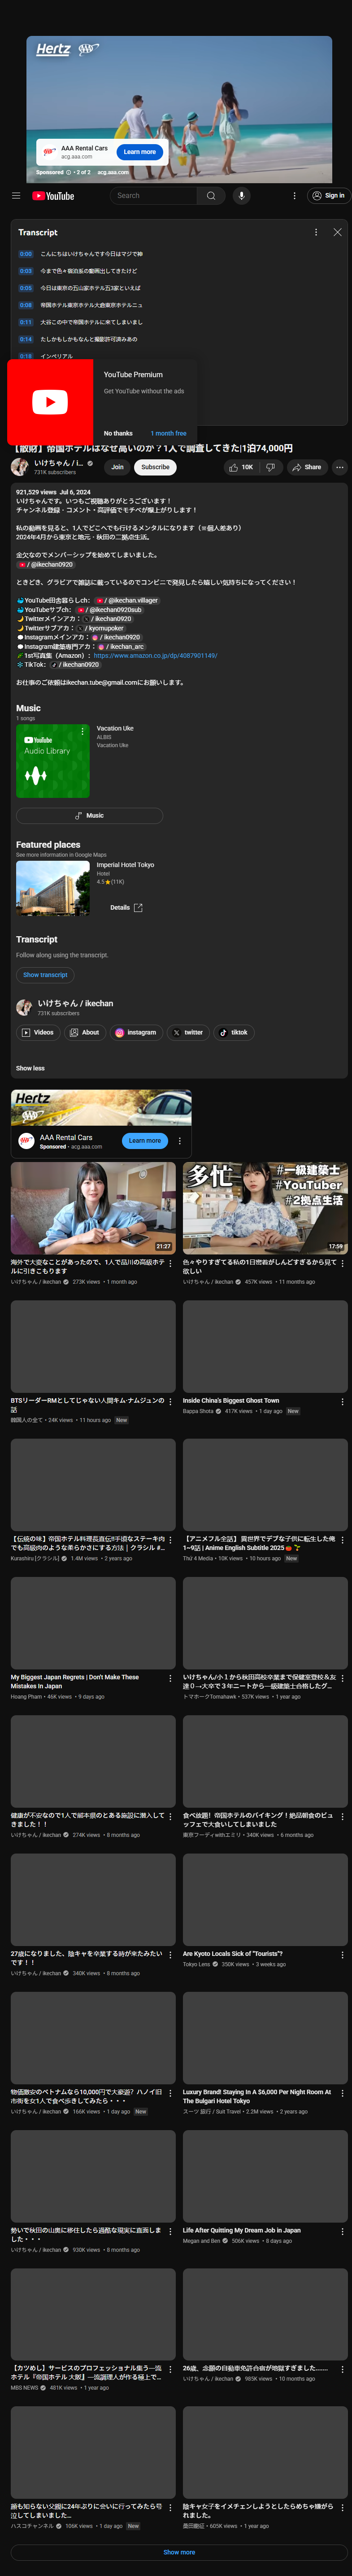 Hertz
AAA Rental Cars
acg.aaa.com
Learn more
Sponsored • 2 of 2 acg.aaa.com
YouTube
Search
Sign in
Transcript
0:00 こんにちはいけちゃんです今日はマジで神
0:03 今まで色々宿泊系の動画出してきたけど
0:05 今日は東京の五山家ホテル五3家といえば
0:08 帝国ホテル東京ホテル大倉東京ホテルニュ
0:11 大谷この中で帝国ホテルに来てしまいまし
0:14 たしかもしかもなんと撮影許可済みあの
0:18 インペリアル
YouTube Premium
Get YouTube without the ads
No thanks
1 month free
【散財】帝国ホテルはなぜ高いのか？1人で調査してきた|1泊74,000円
いけちゃん / i...
731K subscribers
Join
Subscribe
10K
Share
921,529 views Jul 6, 2024
いけちゃんです。いつもご視聴ありがとうございます！
チャンネル登録・コメント・高評価でモチベが爆上がりします！
私の動画を見ると、1人でどこへでも行けるメンタルになります（※個人差あり）
2024年4月から東京と地元・秋田の二拠点生活。
金欠なのでメンバーシップを始めてしまいました。
/ @ikechan0920
ときどき、グラビアで雑誌に載っているのでコンビニで発見したら嬉しい気持ちになってください！
YouTube田舎暮らしch： / @ikechan.villager
YouTubeサブch： / @ikechan0920sub
Twitterメインアカ： / ikechan0920
Twitterサブアカ： / kyomupoker
Instagramメインアカ： / ikechan0920
Instagram建築専門アカ： / ikechan_arc
1st写真集（Amazon）：https://www.amazon.co.jp/dp/4087901149/
TikTok： / ikechan0920
お仕事のご依頼はikechan.tube@gmail.comにお願いします。
Music
1 songs
YouTube
Audio Library
Vacation Uke
ALBIS
Vacation Uke
Music
Featured places
See more information in Google Maps
Imperial Hotel Tokyo
Hotel
4.5★(11K)
Details
Transcript
Follow along using the transcript.
Show transcript
いけちゃん / ikechan
731K subscribers
Videos
About
instagram
twitter
tiktok
Show less
Hertz
AAA Rental Cars
Sponsored • acg.aaa.com
Learn more
21:27
海外で大変なことがあったので、1人で品川の高級ホテルに引きこもります
いけちゃん / ikechan
273K views • 1 month ago
多忙
#一級建築士
#YouTuber
#2拠点生活
17:59
色々やりすぎてる私の1日密着がしんどすぎるから見て欲しい
いけちゃん / ikechan
457K views • 11 months ago
BTSリーダーRMとしてじゃない人間キム·ナムジュンの話
韓国人の全て • 24K views • 11 hours ago New
Inside China's Biggest Ghost Town
Bappa Shota
417K views • 1 day ago New
【伝統の味】帝国ホテル料理長直伝‼手頃なステーキ肉でも高級肉のような柔らかさにする方法｜クラシル #...
Kurashiru [クラシル]
1.4M views • 2 years ago
【アニメフル全話】 異世界でデブな子供に転生した俺 1~9話 | Anime English Subtitle 2025
Thứ 4 Media • 10K views • 10 hours ago New
My Biggest Japan Regrets | Don't Make These Mistakes In Japan
Hoang Pham • 46K views • 9 days ago
いけちゃん/小１から秋田高校卒業まで保健室登校＆友達０→大卒で３年ニートから一級建築士合格したグ...
トマホークTomahawk • 537K views • 1 year ago
健康が不安なので1人で熊本県のとある施設に潜入してきました！！
いけちゃん / ikechan
274K views • 8 months ago
食べ放題！帝国ホテルのバイキング！絶品朝食のビュッフェで大食いしてしまいました
東京フーディwithエミリ • 340K views • 6 months ago
27歳になりました、陰キャを卒業する時が来たみたいです！！
いけちゃん / ikechan
340K views • 8 months ago
Are Kyoto Locals Sick of "Tourists"?
Tokyo Lens
350K views • 3 weeks ago
物価激安のベトナムなら10,000円で大豪遊？ハノイ旧市街を女1人で食べ歩きしてみたら・・・
いけちゃん / ikechan
166K views • 1 day ago New
Luxury Brand! Staying In A $6,000 Per Night Room At The Bulgari Hotel Tokyo
スーツ 旅行 / Suit Travel • 2.2M views • 2 years ago
勢いで秋田の山奥に移住したら過酷な現実に直面しました・・・
いけちゃん / ikechan
930K views • 8 months ago
Life After Quitting My Dream Job in Japan
Megan and Ben
506K views • 8 days ago
【カツめし】サービスのプロフェッショナル集う一流ホテル『帝国ホテル 大阪』一流調理人が作る極上で...
MBS NEWS
481K views • 1 year ago
26歳、念願の自動車免許合宿が地獄すぎました.......
いけちゃん / ikechan
985K views • 10 months ago
顔も知らない父親に24年ぶりに会いに行ってみたら号泣してしまいました...
ハスコチャンネル
106K views • 1 day ago New
陰キャ女子をイメチェンしようとしたらめちゃ嫌がられました。
桑田剛征 • 605K views • 1 year ago
Show more